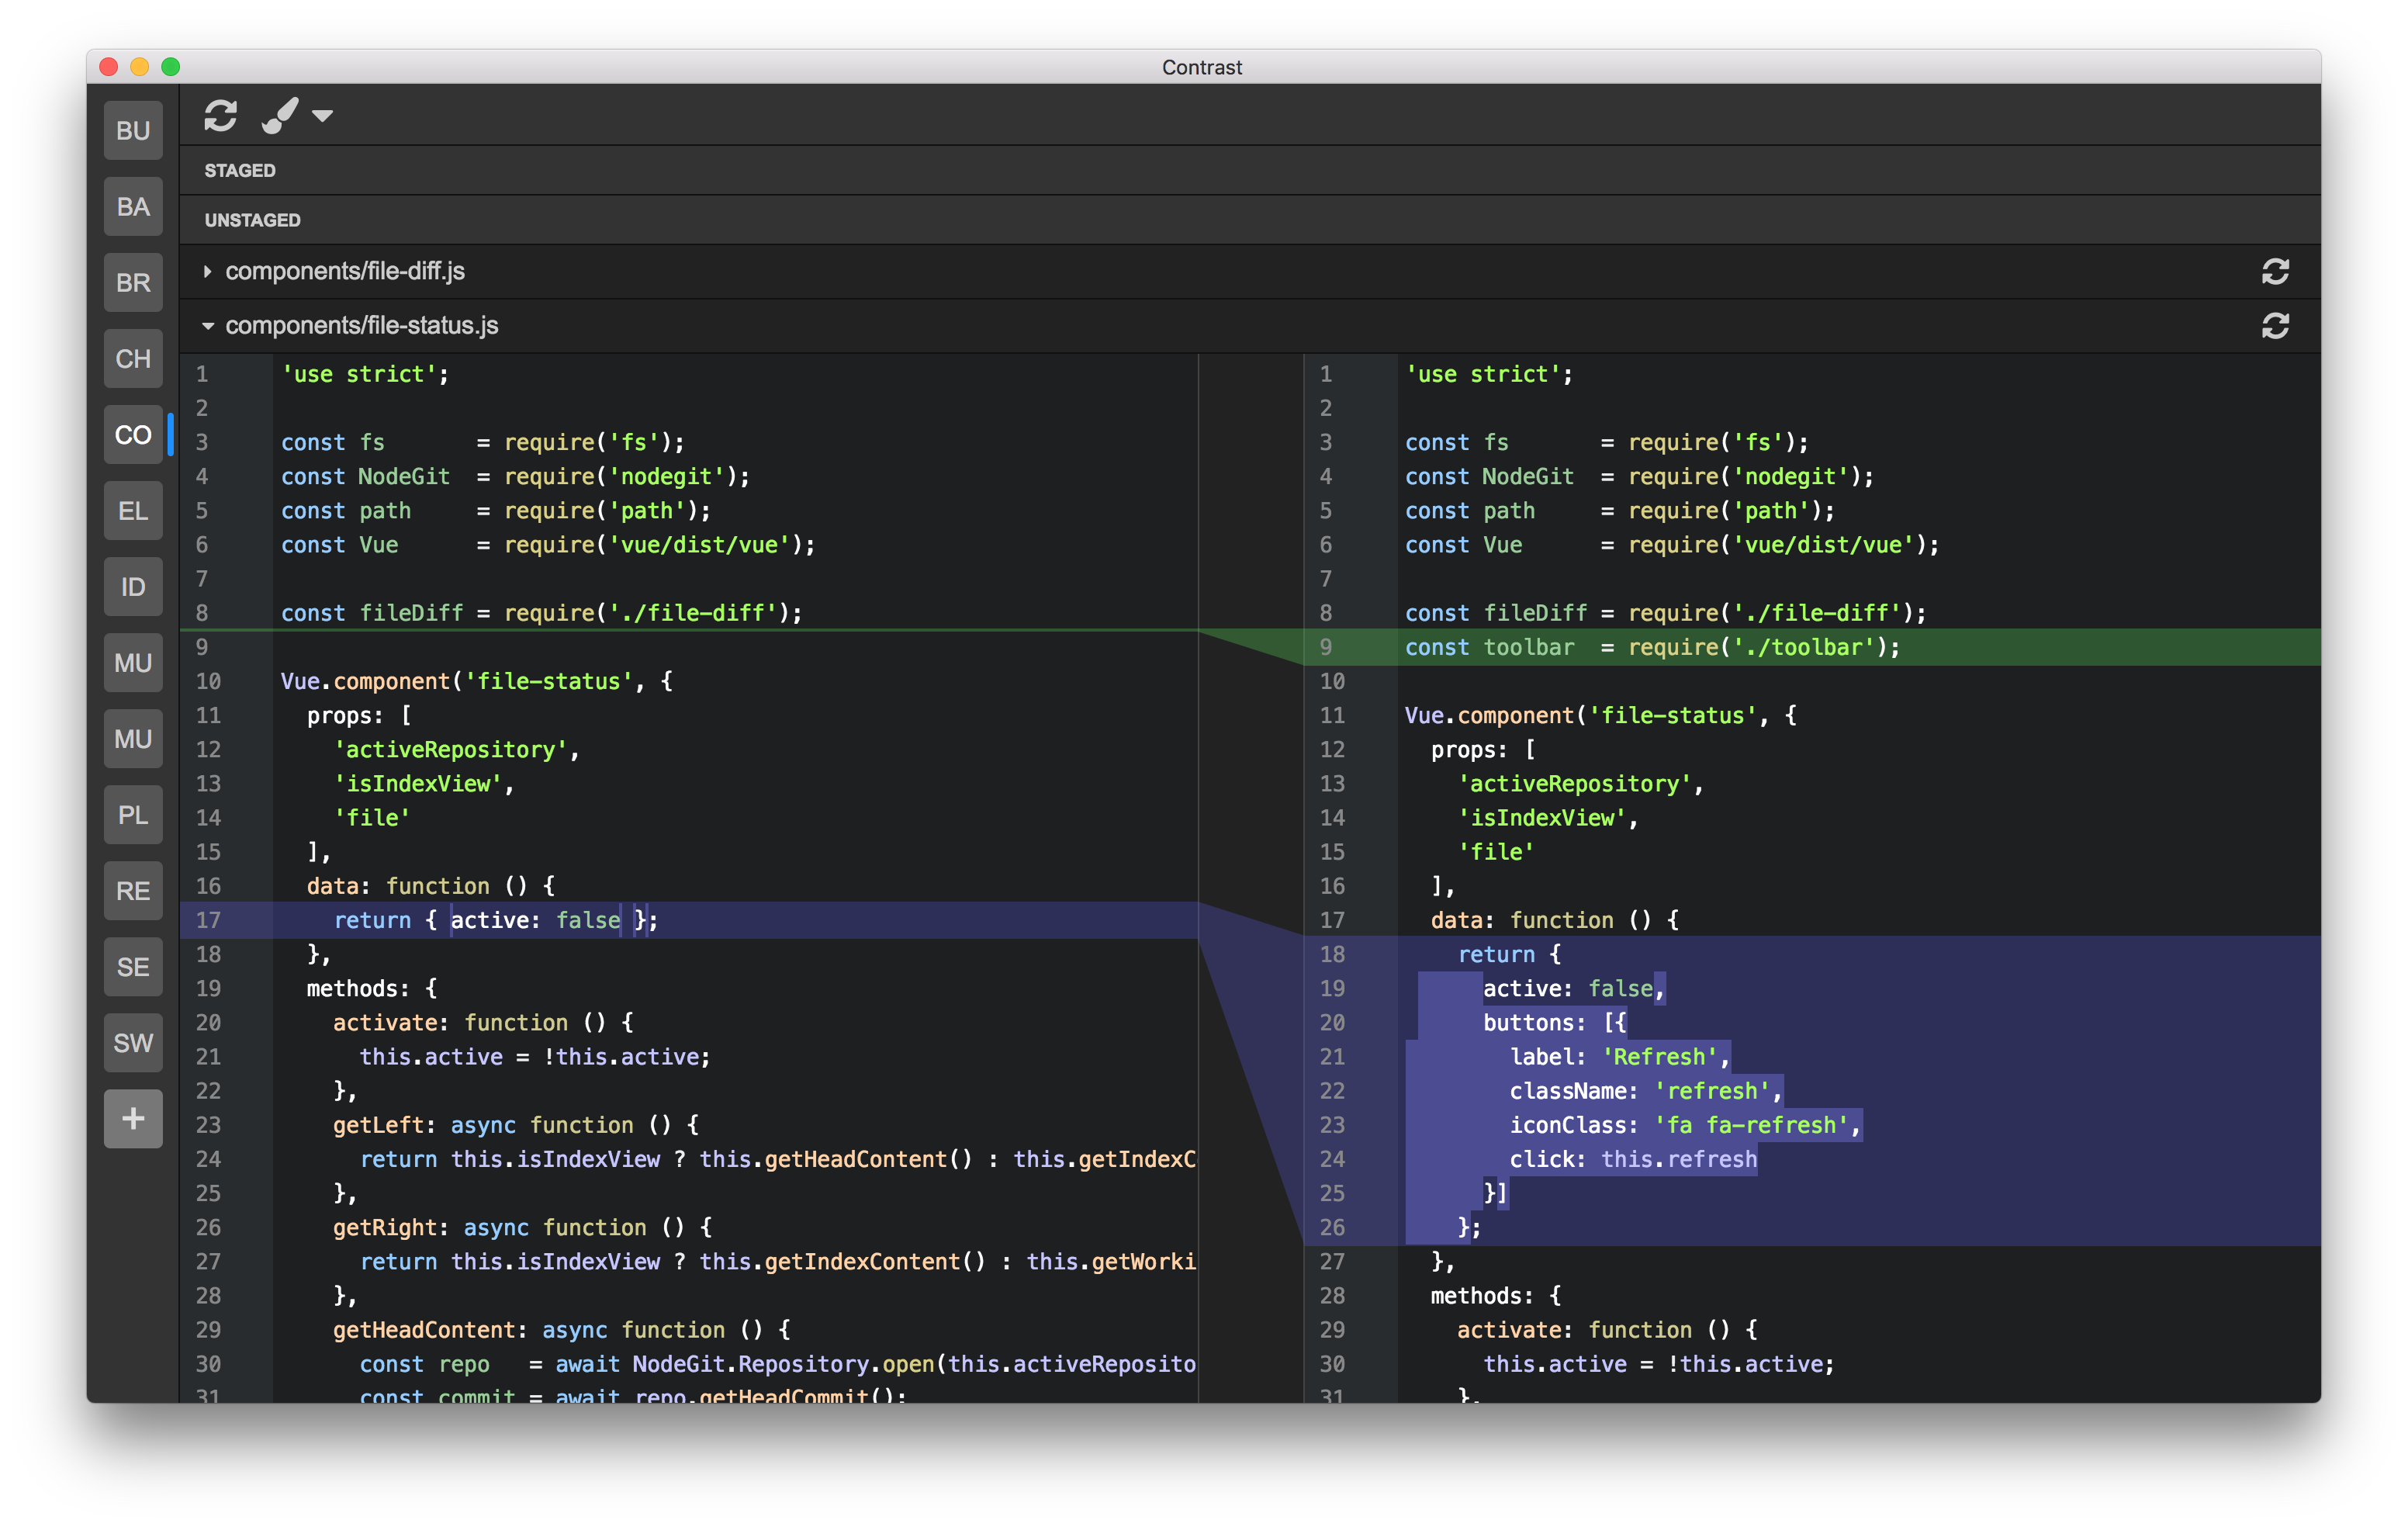 Contrast
BU
BA
BR
CH
CO
EL
ID
MU
MU
PL
RE
SE
SW
+
STAGED
UNSTAGED
components/file-diff.js
components/file-status.js
1 'use strict';
2
3 const fs       = require('fs');
4 const NodeGit  = require('nodegit');
5 const path     = require('path');
6 const Vue      = require('vue/dist/vue');
7
8 const fileDiff = require('./file-diff');
9
10 Vue.component('file-status', {
11   props: [
12     'activeRepository',
13     'isIndexView',
14     'file'
15   ],
16   data: function () {
17     return { active: false };
18   },
19   methods: {
20     activate: function () {
21       this.active = !this.active;
22     },
23     getLeft: async function () {
24       return this.isIndexView ? this.getHeadContent() : this.getIndexC
25     },
26     getRight: async function () {
27       return this.isIndexView ? this.getIndexContent() : this.getWorki
28     },
29     getHeadContent: async function () {
30       const repo   = await NodeGit.Repository.open(this.activeReposito
31       const commit = await repo.getHeadCommit();
1 'use strict';
2
3 const fs       = require('fs');
4 const NodeGit  = require('nodegit');
5 const path     = require('path');
6 const Vue      = require('vue/dist/vue');
7
8 const fileDiff = require('./file-diff');
9 const toolbar  = require('./toolbar');
10
11 Vue.component('file-status', {
12   props: [
13     'activeRepository',
14     'isIndexView',
15     'file'
16   ],
17   data: function () {
18     return {
19       active: false,
20       buttons: [{
21         label: 'Refresh',
22         className: 'refresh',
23         iconClass: 'fa fa-refresh',
24         click: this.refresh
25       }]
26     };
27   },
28   methods: {
29     activate: function () {
30       this.active = !this.active;
31     },